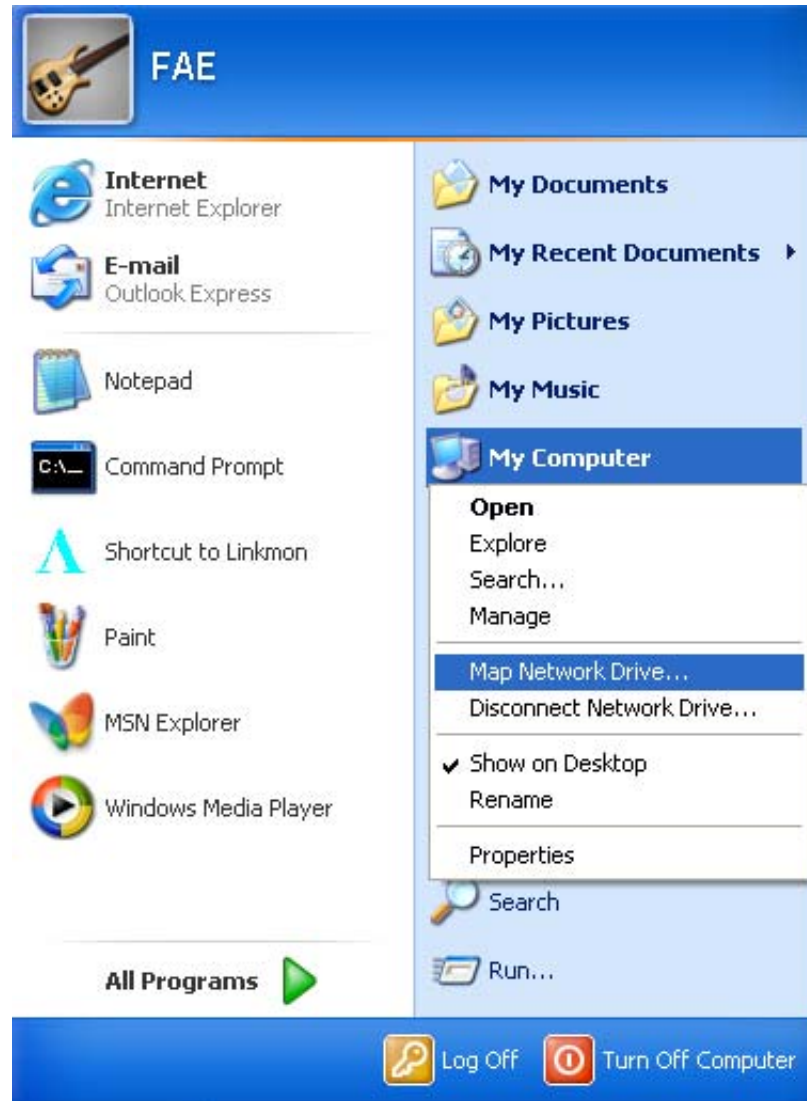 FAE
Internet
Internet Explorer
E-mail
Outlook Express
Notepad
C:\_
Command Prompt
Shortcut to Linkmon
Paint
MSN Explorer
Windows Media Player
All Programs
My Documents
My Recent Documents
My Pictures
My Music
My Computer
Open
Explore
Search...
Manage
Map Network Drive...
Disconnect Network Drive...
Show on Desktop
Rename
Properties
Search
Run...
Log Off
Turn Off Computer